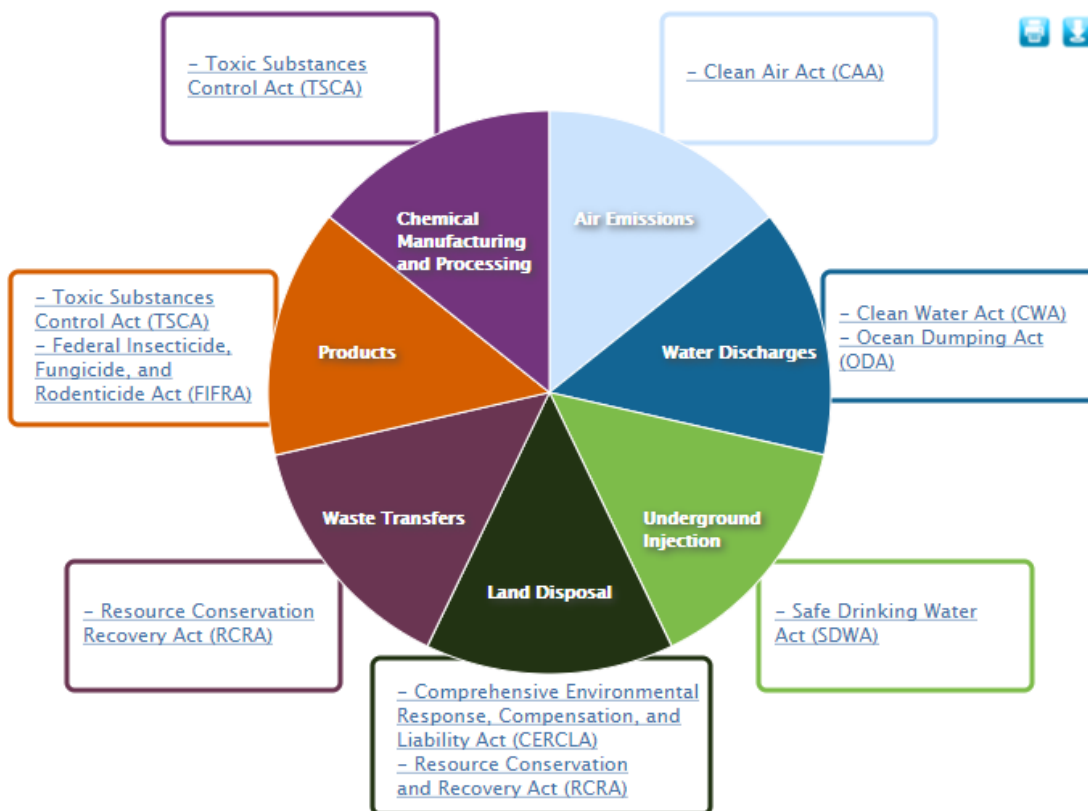 – Toxic Substances
Control Act (TSCA)
– Clean Air Act (CAA)
Chemical
Manufacturing
and Processing
Air Emissions
– Toxic Substances
Control Act (TSCA)
– Federal Insecticide,
Fungicide, and
Rodenticide Act (FIFRA)
Products
Water Discharges
– Clean Water Act (CWA)
– Ocean Dumping Act
(ODA)
Waste Transfers
Underground
Injection
Land Disposal
– Resource Conservation
Recovery Act (RCRA)
– Safe Drinking Water
Act (SDWA)
– Comprehensive Environmental
Response, Compensation, and
Liability Act (CERCLA)
– Resource Conservation
and Recovery Act (RCRA)